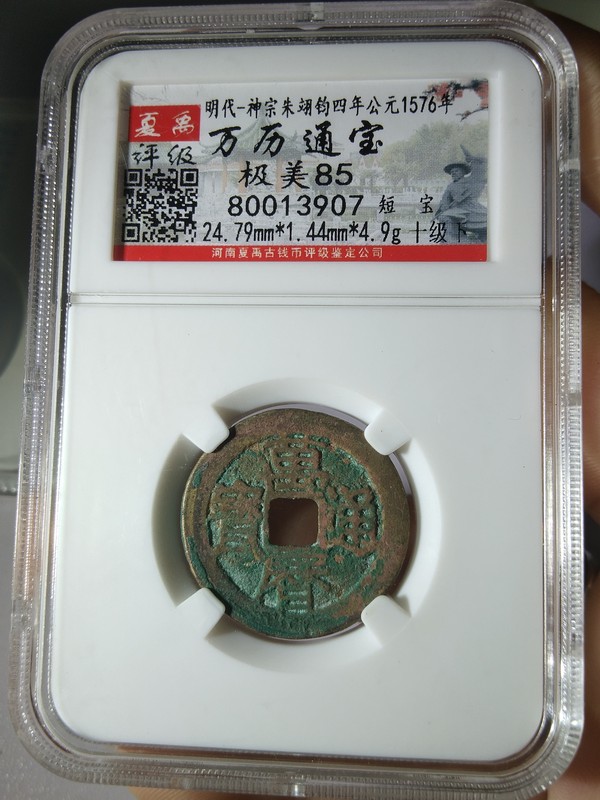 明代-神宗朱翊钧四年公元1576年
夏禹
评级
万历通宝
极美85
80013907 短 宝
24.79mm*1.44mm*4.9g 十级下
河南夏禹古钱币评级鉴定公司
萬曆通寶